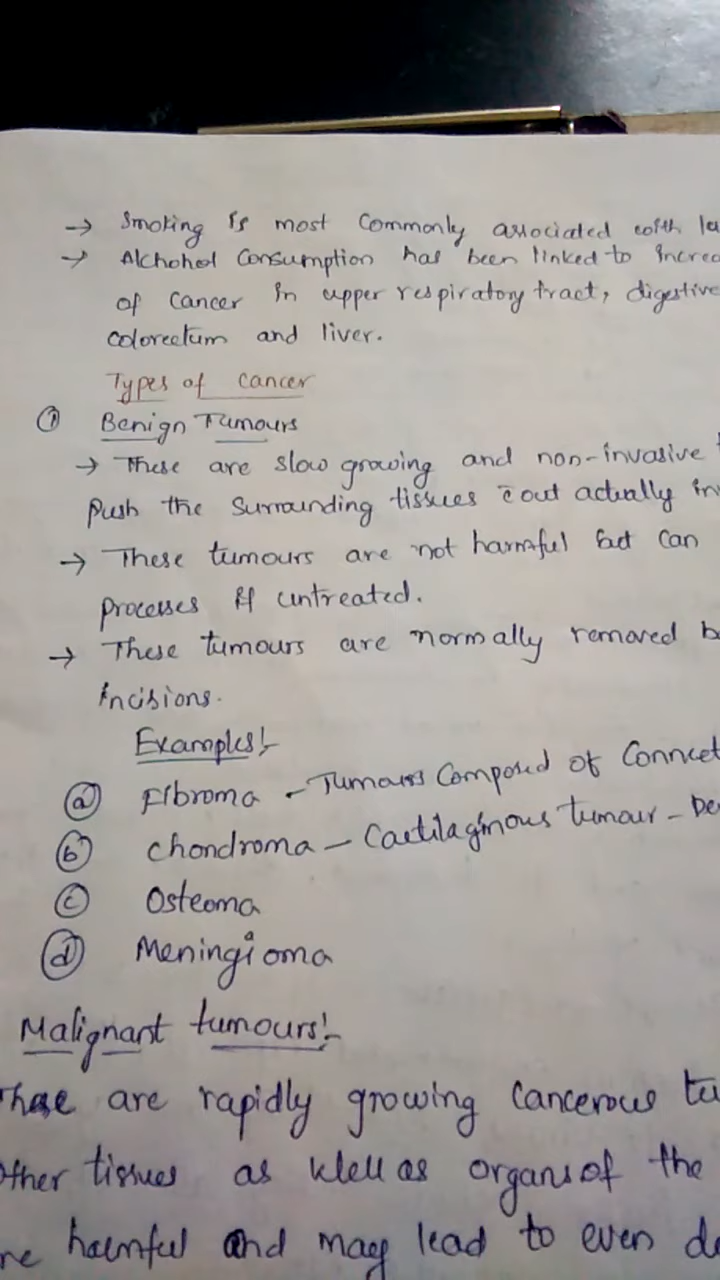 → Smoking is most commonly associated with
→ Alchohol consumption has been linked to
of cancer in upper respiratory tract, digestive
colorectum and liver.
Types of cancer
① Benign Tumours
→ These are slow growing and non-invasive
push the surrounding tissues cout actually
→ These tumours are not harmful but can
processes if untreated.
→ These tumours are normally removed
incisions.
Examples!-
ⓐ Fibroma - Tumours composed of
ⓑ chondroma - Cartilaginous tumour -
ⓒ Osteoma
ⓓ Meningioma
Malignant tumours!-
These are rapidly growing cancerous
other tissues as well as organs of the
harmful and may lead to even